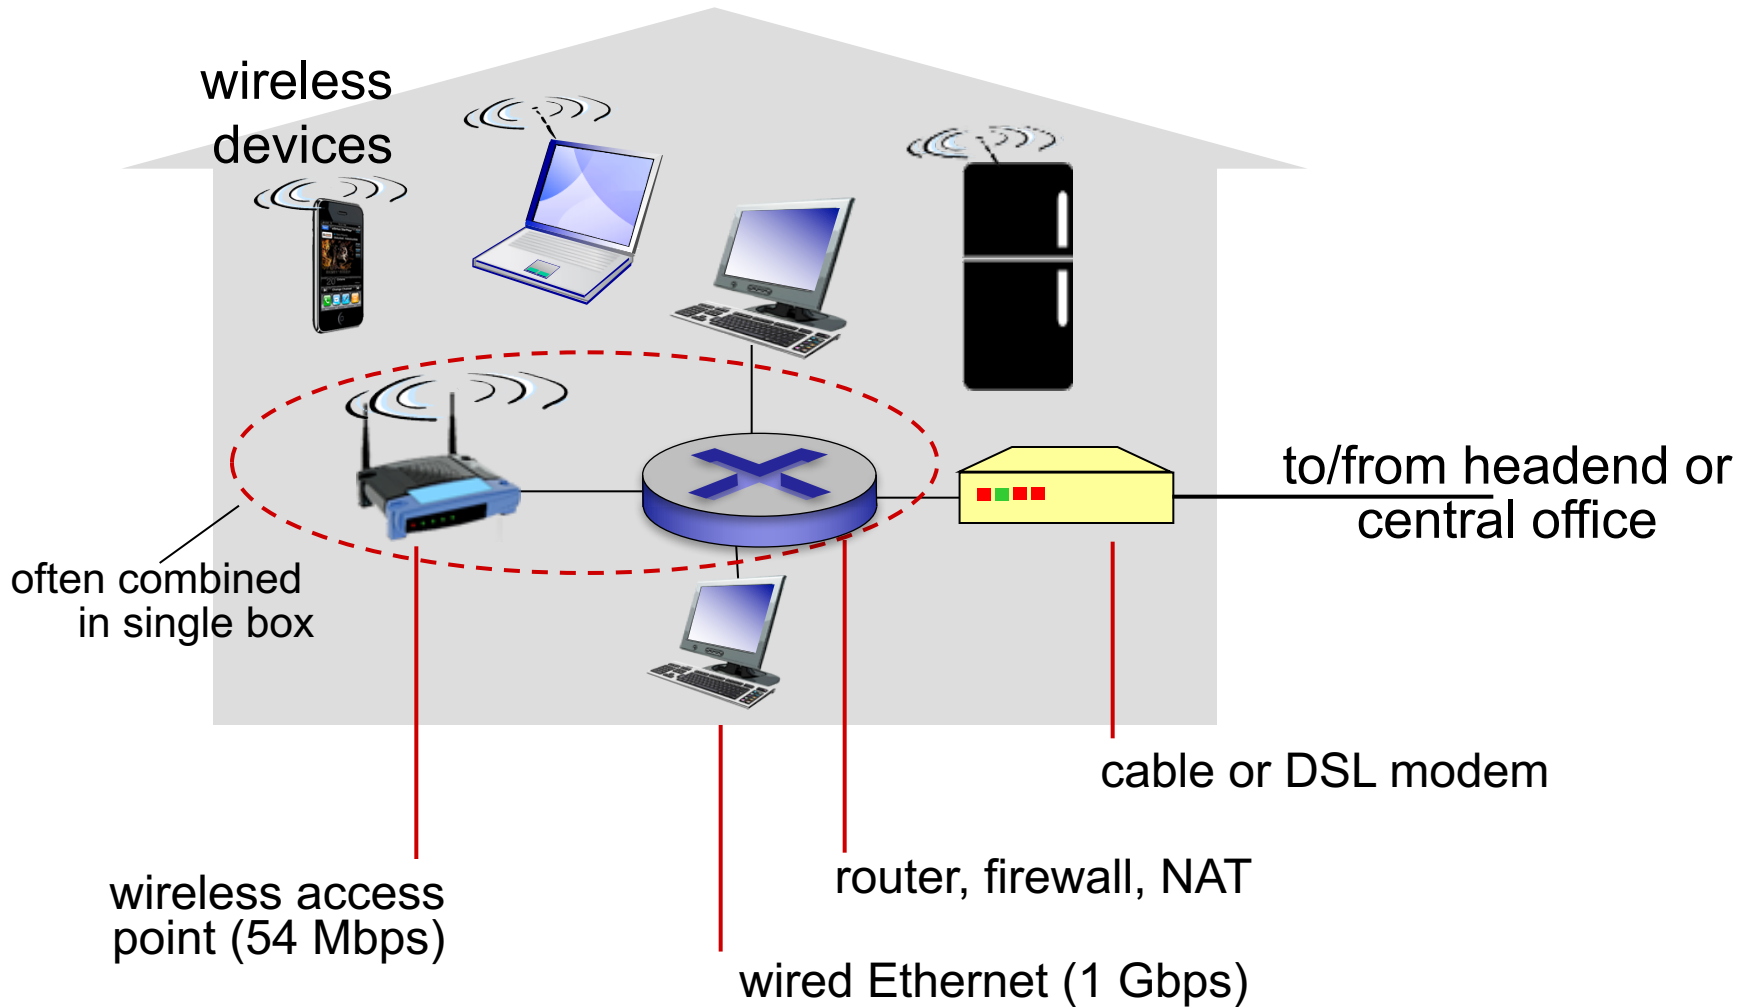 wireless
devices
to/from headend or
central office
often combined
in single box
cable or DSL modem
router, firewall, NAT
wireless access
point (54 Mbps)
wired Ethernet (1 Gbps)